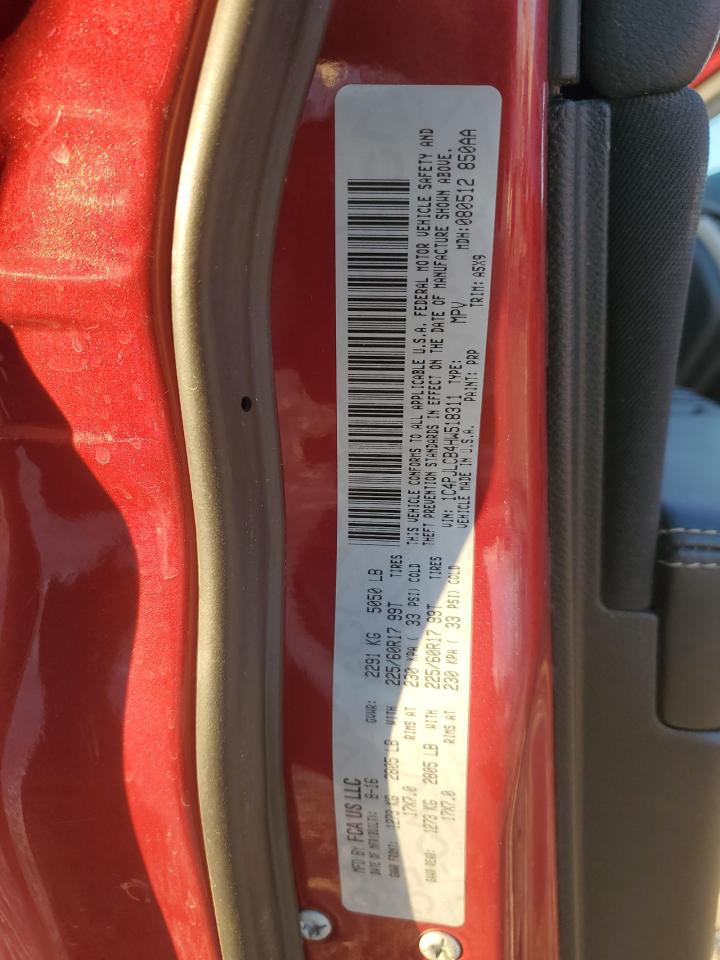 MFD BY FCA US LLC
DATE OF MFR: 8-16 GVWR: 2291 KG 5050 LB
GAWR FRONT: 1273 KG 2805 LB WITH 225/60R17 99T TIRES
17X7.0 RIMS AT 230 KPA ( 33 PSI) COLD
GAWR REAR: 1273 KG 2805 LB WITH 225/60R17 99T TIRES
17X7.0 RIMS AT 230 KPA ( 33 PSI) COLD
THIS VEHICLE CONFORMS TO ALL APPLICABLE U.S.A. FEDERAL MOTOR VEHICLE SAFETY AND
THEFT PREVENTION STANDARDS IN EFFECT ON THE DATE OF MANUFACTURE SHOWN ABOVE.
VIN: 1C4PJLCB4HW518311 TYPE: MPV MDH:080512 850AA
VEHICLE MADE IN U.S.A. PAINT: PRP TRIM: A5X9